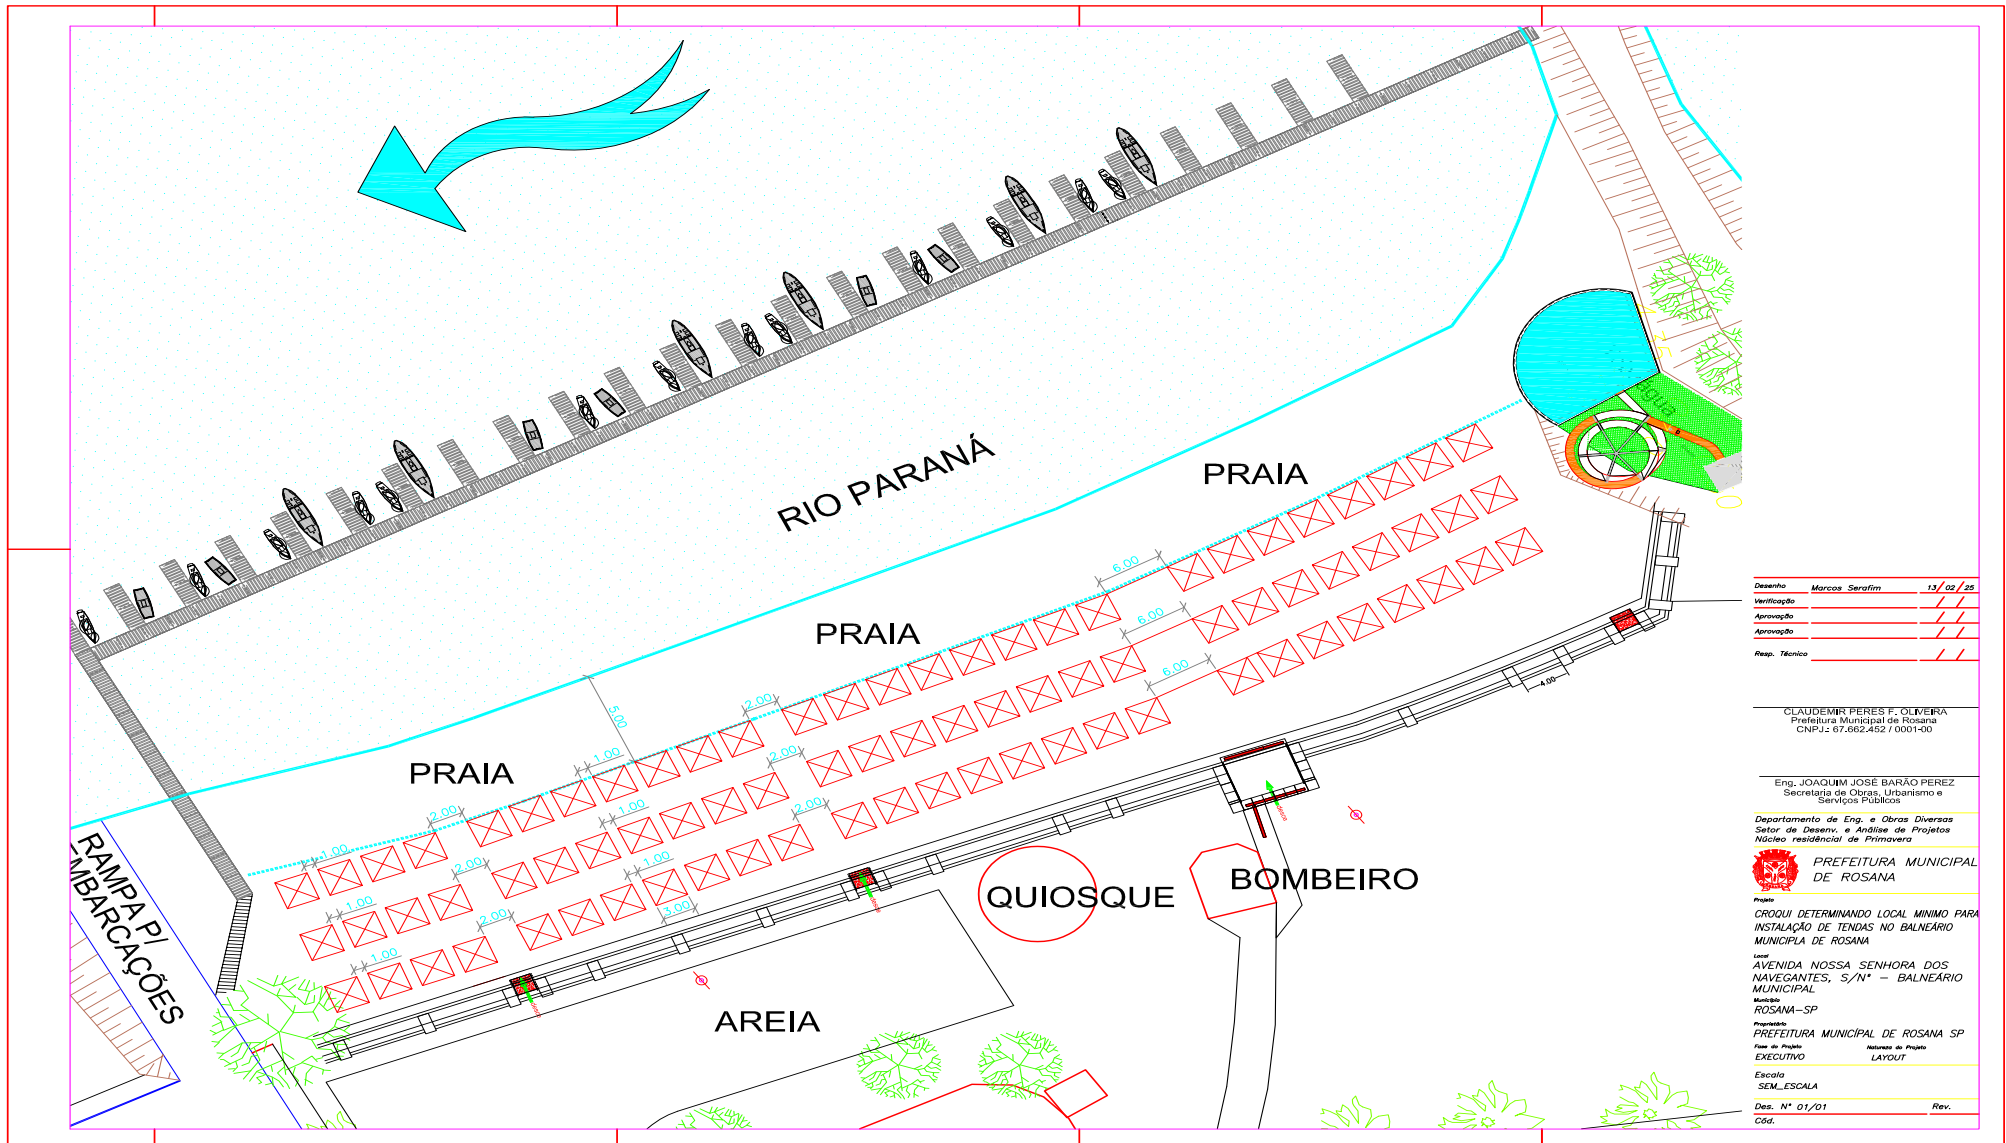 RIO PARANÁ
PRAIA
PRAIA
PRAIA
6.00
6.00
6.00
2.00
2.00
2.00
5.00
1.00
1.00
1.00
2.00
2.00
2.00
1.00
1.00
1.00
3.00
4.00
RAMPA P/
EMBARCAÇÕES
QUIOSQUE
BOMBEIRO
AREIA
Desenho Marcos Serafim 13/02/25
Verificação / /
Aprovação / /
Aprovação / /
Resp. Técnico / /
CLAUDEMIR PERES F. OLIVEIRA
Prefeitura Municipal de Rosana
CNPJ.: 67.662.452 / 0001-00
Eng. JOAQUIM JOSÉ BARÃO PEREZ
Secretaria de Obras, Urbanismo e
Serviços Públicos
Departamento de Eng. e Obras Diversas
Setor de Desenv. e Análise de Projetos
Núcleo residêncial de Primavera
PREFEITURA MUNICIPAL
DE ROSANA
Projeto
CROQUI DETERMINANDO LOCAL MINIMO PARA
INSTALAÇÃO DE TENDAS NO BALNEÁRIO
MUNICIPLA DE ROSANA
Local
AVENIDA NOSSA SENHORA DOS
NAVEGANTES, S/Nº – BALNEÁRIO
MUNICIPAL
Município
ROSANA–SP
Proprietário
PREFEITURA MUNICÍPAL DE ROSANA SP
Fase do Projeto Natureza do Projeto
EXECUTIVO LAYOUT
Escala
SEM_ESCALA
Des. Nº 01/01 Rev.
Cód.